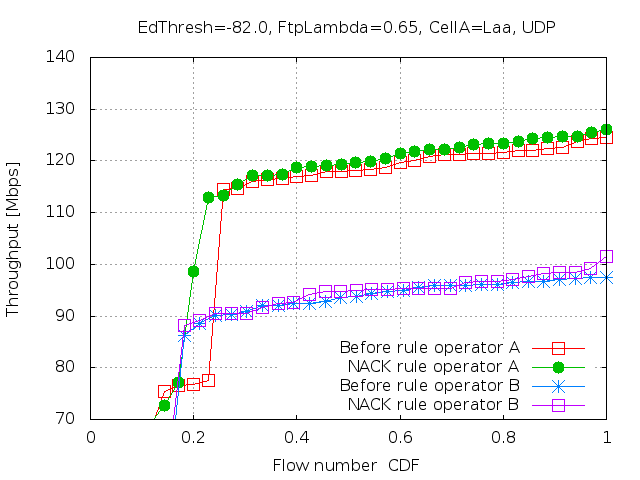 EdThresh=-82.0, FtpLambda=0.65, CellA=Laa, UDP
140
130
120
110
100
90
80
70
Throughput [Mbps]
Before rule operator A
NACK rule operator A
Before rule operator B
NACK rule operator B
0
0.2
0.4
0.6
0.8
1
Flow number  CDF